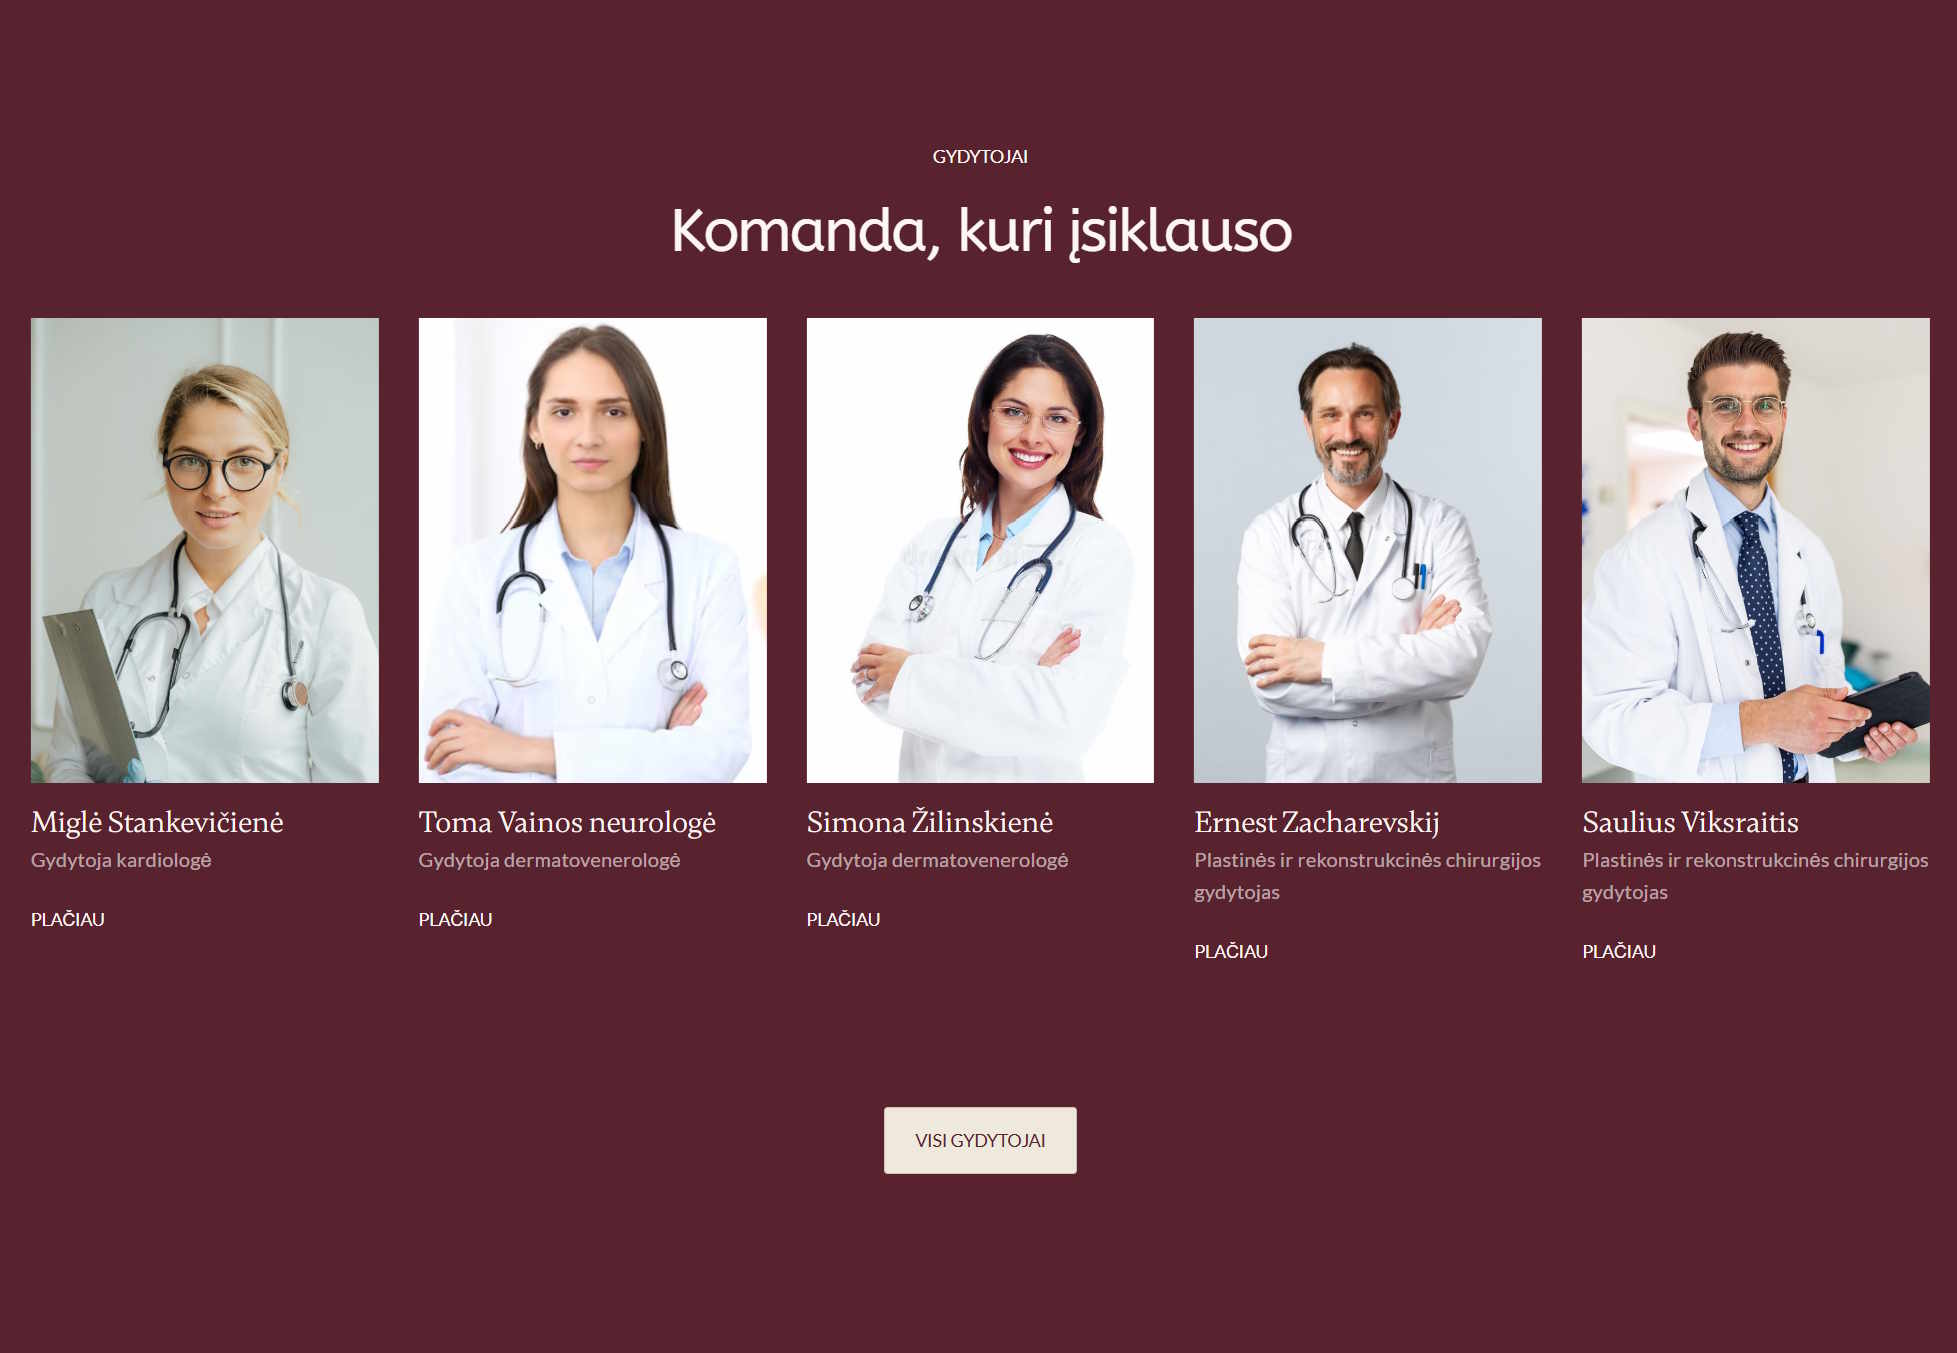 GYDYTOJAI
Komanda, kuri įsiklauso
Miglė Stankevičienė
Gydytoja kardiologė
PLAČIAU
Toma Vainos neurologė
Gydytoja dermatovenerologė
PLAČIAU
Simona Žilinskienė
Gydytoja dermatovenerologė
PLAČIAU
Ernest Zacharevskij
Plastinės ir rekonstrukcinės chirurgijos
gydytojas
PLAČIAU
Saulius Viksraitis
Plastinės ir rekonstrukcinės chirurgijos
gydytojas
PLAČIAU
VISI GYDYTOJAI